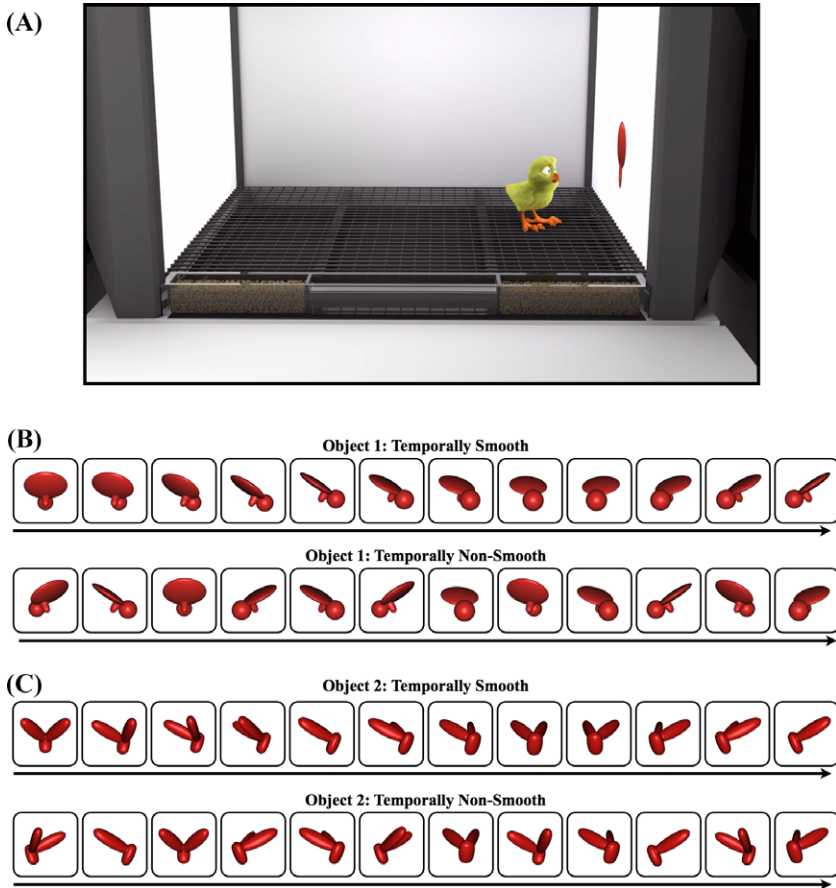 (A)
(B)
Object 1: Temporally Smooth
Object 1: Temporally Non-Smooth
(C)
Object 2: Temporally Smooth
Object 2: Temporally Non-Smooth